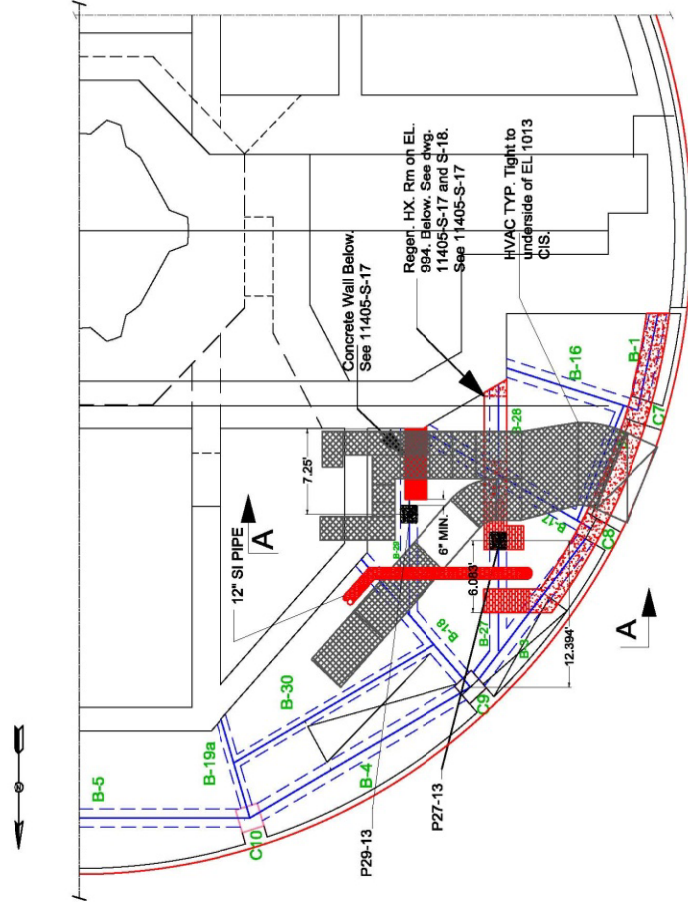 Concrete Wall Below.
See 11405-S-17
Regen. HX. Rm on EL.
994. Below. See dwg.
11405-S-17 and S-18.
See 11405-S-17
HVAC TYP. Tight to
underside of EL 1013
CIS.
12" SI PIPE
A
7.25'
B-16
B-1
B-28
C7
B-29
6" MIN.
B-17
C8
6.083'
B-18
B-27
B-3
A
12.394'
B-30
C9
B-5
B-19a
B-4
C10
P29-13
P27-13